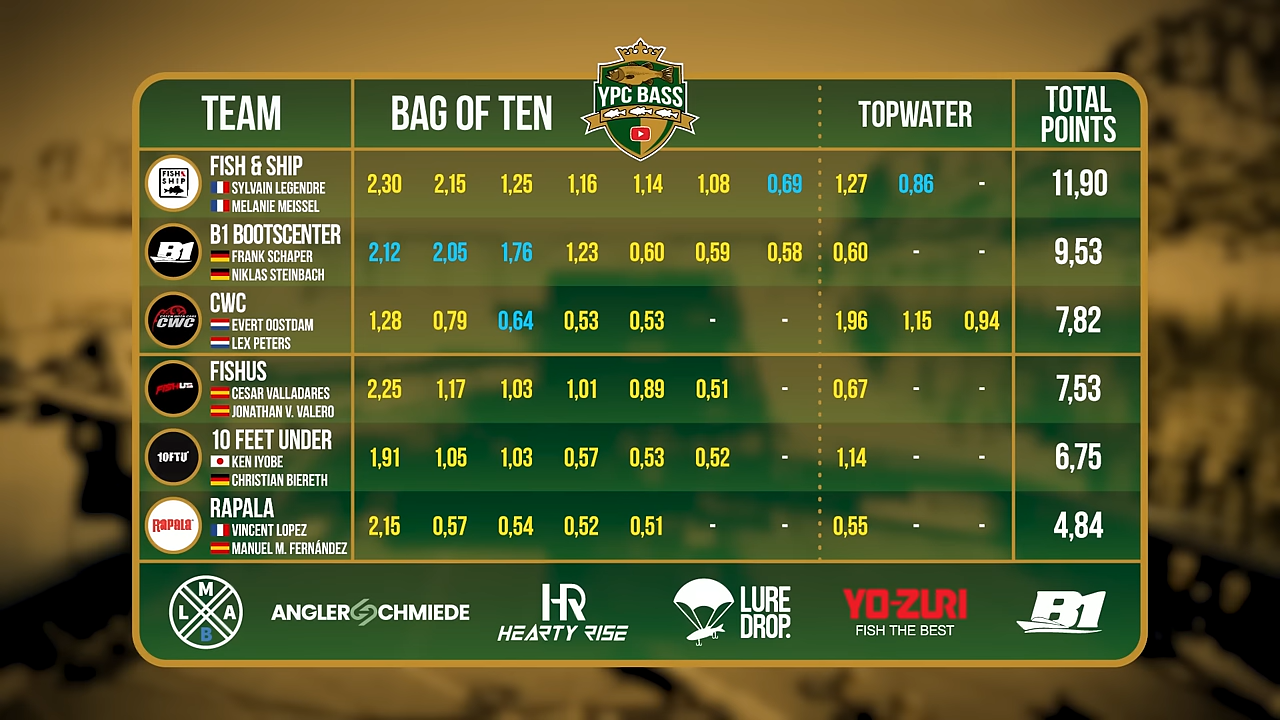 TEAM BAG OF TEN YPC BASS TOPWATER TOTAL POINTS
FISH & SHIP
FISH & SHIP
SYLVAIN LEGENDRE
MELANIE MEISSEL
2,30 2,15 1,25 1,16 1,14 1,08 0,69 1,27 0,86 - 11,90
B1
B1 BOOTSCENTER
FRANK SCHAPER
NIKLAS STEINBACH
2,12 2,05 1,76 1,23 0,60 0,59 0,58 0,60 - - 9,53
CWC
CWC
EVERT OOSTDAM
LEX PETERS
1,28 0,79 0,64 0,53 0,53 - - 1,96 1,15 0,94 7,82
FISHUS
FISHUS
CESAR VALLADARES
JONATHAN V. VALERO
2,25 1,17 1,03 1,01 0,89 0,51 - 0,67 - - 7,53
10FTU
10 FEET UNDER
KEN IYOBE
CHRISTIAN BIERETH
1,91 1,05 1,03 0,57 0,53 0,52 - 1,14 - - 6,75
Rapala
RAPALA
VINCENT LOPEZ
MANUEL M. FERNÁNDEZ
2,15 0,57 0,54 0,52 0,51 - - 0,55 - - 4,84
M
L A
B
ANGLERSCHMIEDE
HR
HEARTY RISE
LURE
DROP.
YO-ZURI
FISH THE BEST
B1